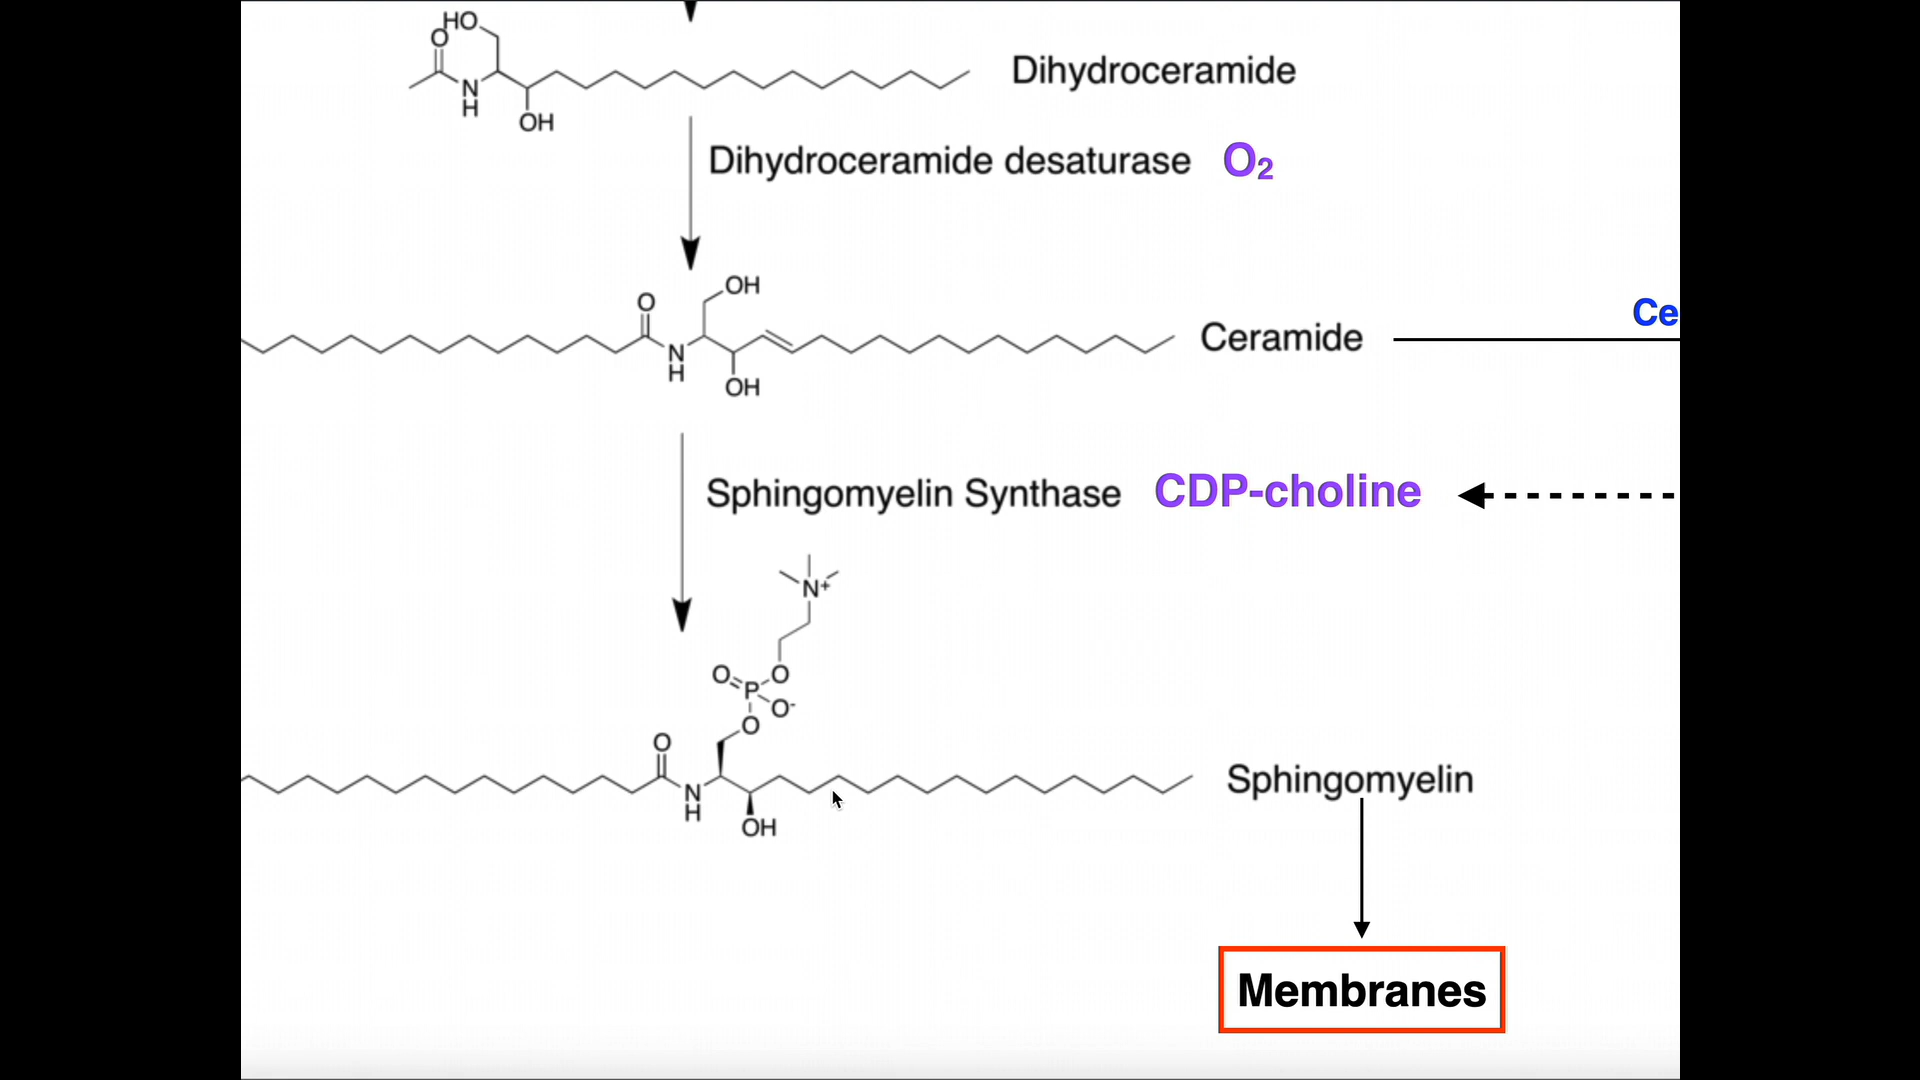 HO
O
N
H
OH
Dihydroceramide
Dihydroceramide desaturase O₂
OH
O
N
H
OH
Ceramide
Ce
Sphingomyelin Synthase CDP-choline
N+
O
O
P
O-
O
O
N
H
OH
Sphingomyelin
Membranes